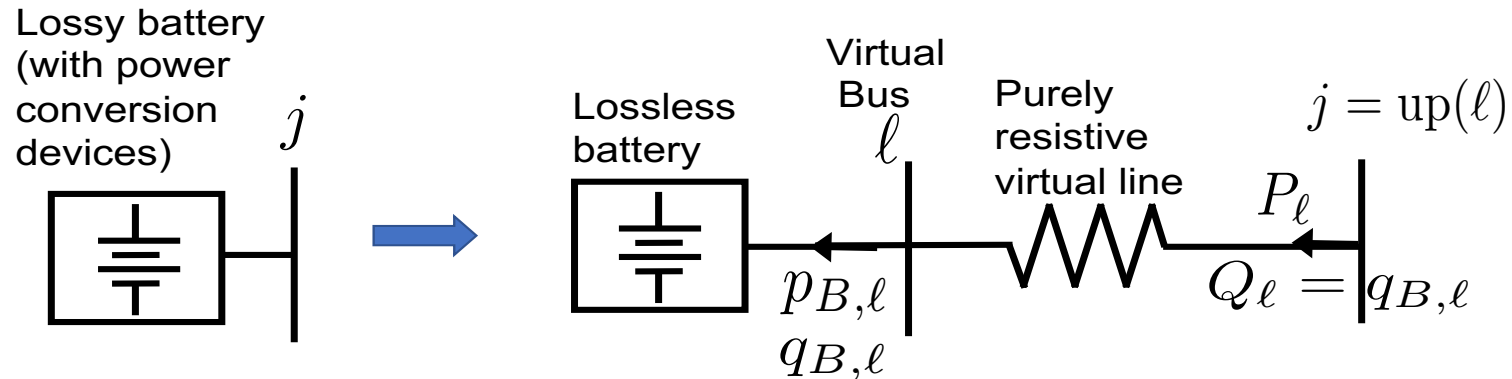 Lossy battery
(with power
conversion
devices)
j
Lossless
battery
Virtual
Bus
ℓ
Purely
resistive
virtual line
j = up(ℓ)
P_ℓ
Q_ℓ = q_{B,ℓ}
p_{B,ℓ}
q_{B,ℓ}